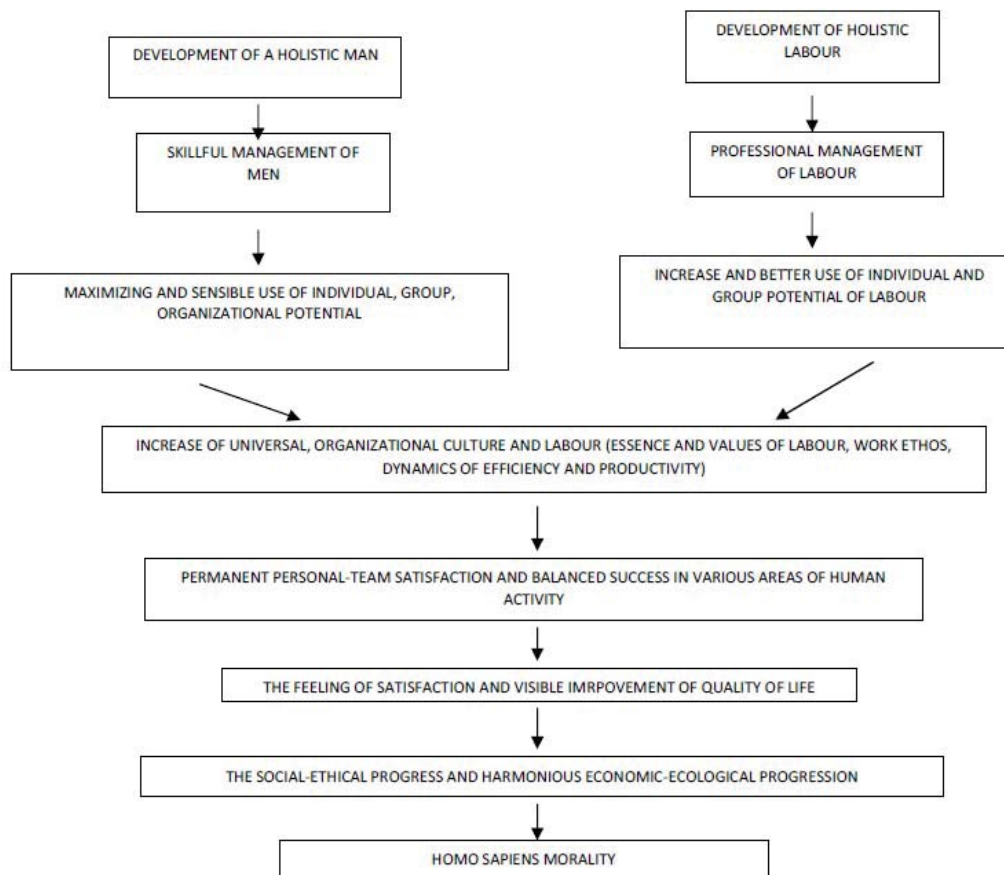 DEVELOPMENT OF A HOLISTIC MAN
SKILLFUL MANAGEMENT OF
MEN
MAXIMIZING AND SENSIBLE USE OF INDIVIDUAL, GROUP,
ORGANIZATIONAL POTENTIAL
DEVELOPMENT OF HOLISTIC
LABOUR
PROFESSIONAL MANAGEMENT
OF LABOUR
INCREASE AND BETTER USE OF INDIVIDUAL AND
GROUP POTENTIAL OF LABOUR
INCREASE OF UNIVERSAL, ORGANIZATIONAL CULTURE AND LABOUR (ESSENCE AND VALUES OF LABOUR, WORK ETHOS,
DYNAMICS OF EFFICIENCY AND PRODUCTIVITY)
PERMANENT PERSONAL-TEAM SATISFACTION AND BALANCED SUCCESS IN VARIOUS AREAS OF HUMAN
ACTIVITY
THE FEELING OF SATISFACTION AND VISIBLE IMRPOVEMENT OF QUALITY OF LIFE
THE SOCIAL-ETHICAL PROGRESS AND HARMONIOUS ECONOMIC-ECOLOGICAL PROGRESSION
HOMO SAPIENS MORALITY